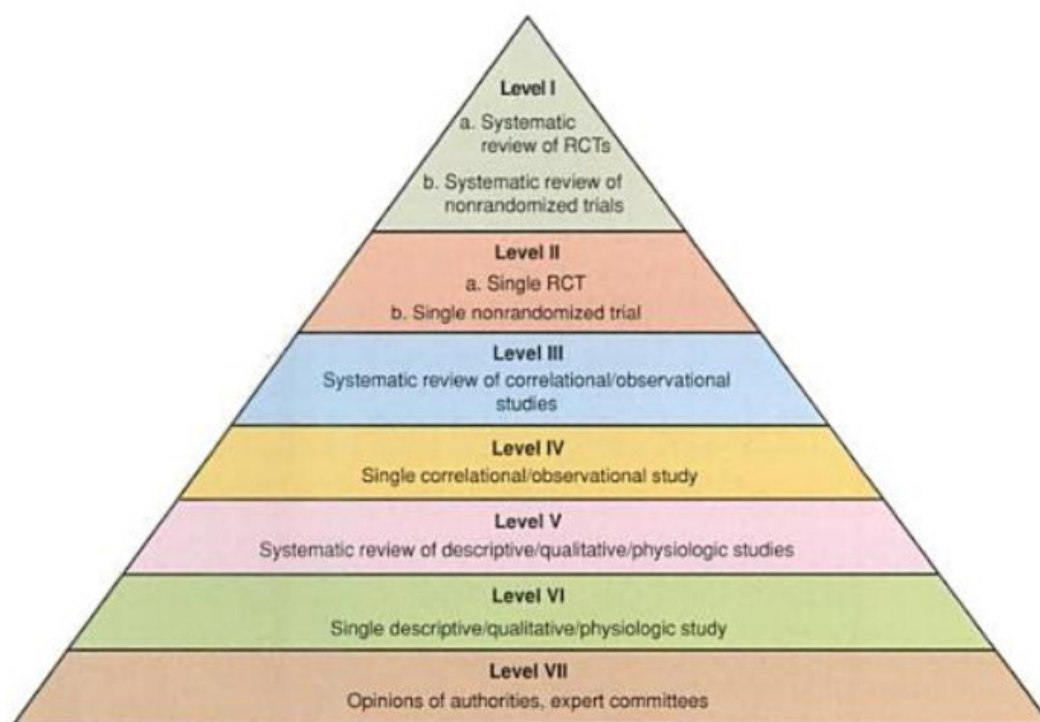 Level I
a. Systematic
review of RCTs
b. Systematic review of
nonrandomized trials
Level II
a. Single RCT
b. Single nonrandomized trial
Level III
Systematic review of correlational/observational
studies
Level IV
Single correlational/observational study
Level V
Systematic review of descriptive/qualitative/physiologic studies
Level VI
Single descriptive/qualitative/physiologic study
Level VII
Opinions of authorities, expert committees